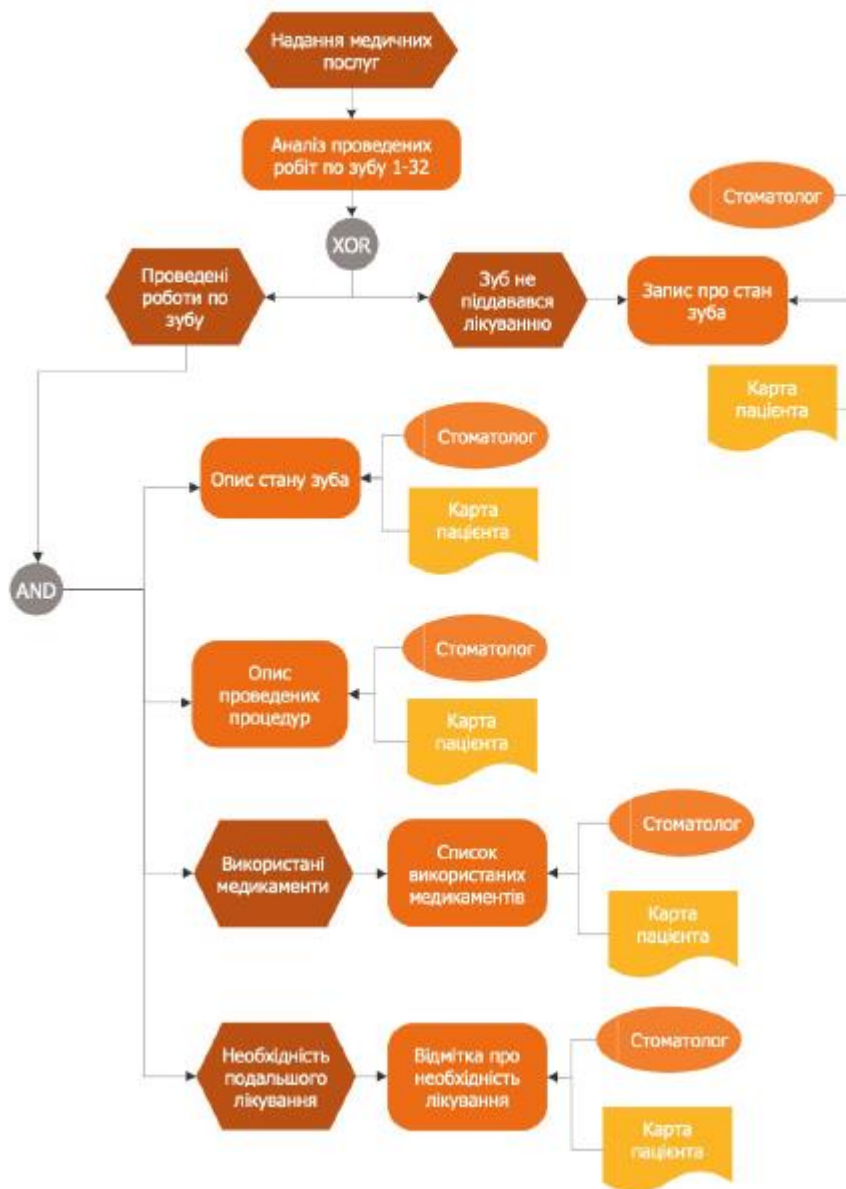 Надання медичних
послуг
Аналіз проведених
робіт по зубу 1-32
Стоматолог
XOR
Проведені
роботи по
зубу
Зуб не
піддавався
лікуванню
Запис про стан
зуба
Карта
пацієнта
Стоматолог
Опис стану зуба
Карта
пацієнта
AND
Стоматолог
Опис
проведених
процедур
Карта
пацієнта
Стоматолог
Використані
медикаменти
Список
використаних
медикаментів
Карта
пацієнта
Стоматолог
Необхідність
подальшого
лікування
Відмітка про
необхідність
лікування
Карта
пацієнта